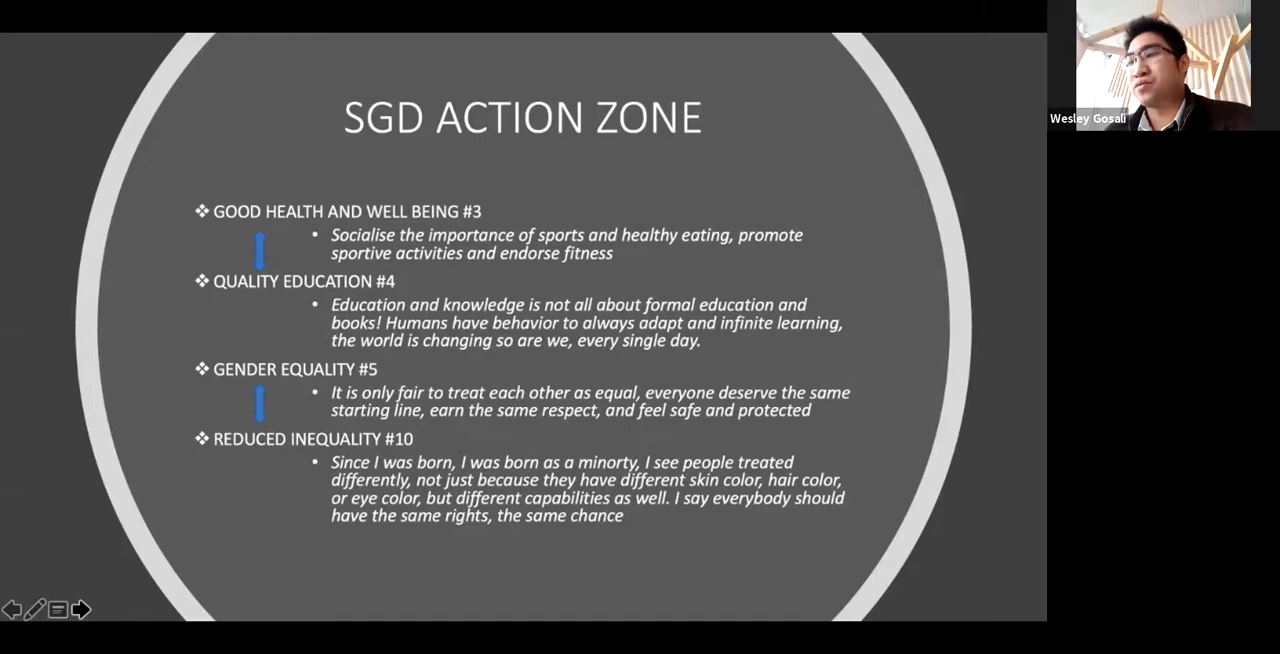 SGD ACTION ZONE
GOOD HEALTH AND WELL BEING #3
Socialise the importance of sports and healthy eating, promote
sportive activities and endorse fitness
QUALITY EDUCATION #4
Education and knowledge is not all about formal education and
books! Humans have behavior to always adapt and infinite learning,
the world is changing so are we, every single day.
GENDER EQUALITY #5
It is only fair to treat each other as equal, everyone deserve the same
starting line, earn the same respect, and feel safe and protected
REDUCED INEQUALITY #10
Since I was born, I was born as a minorty, I see people treated
differently, not just because they have different skin color, hair color,
or eye color, but different capabilities as well. I say everybody should
have the same rights, the same chance
Wesley Gosali